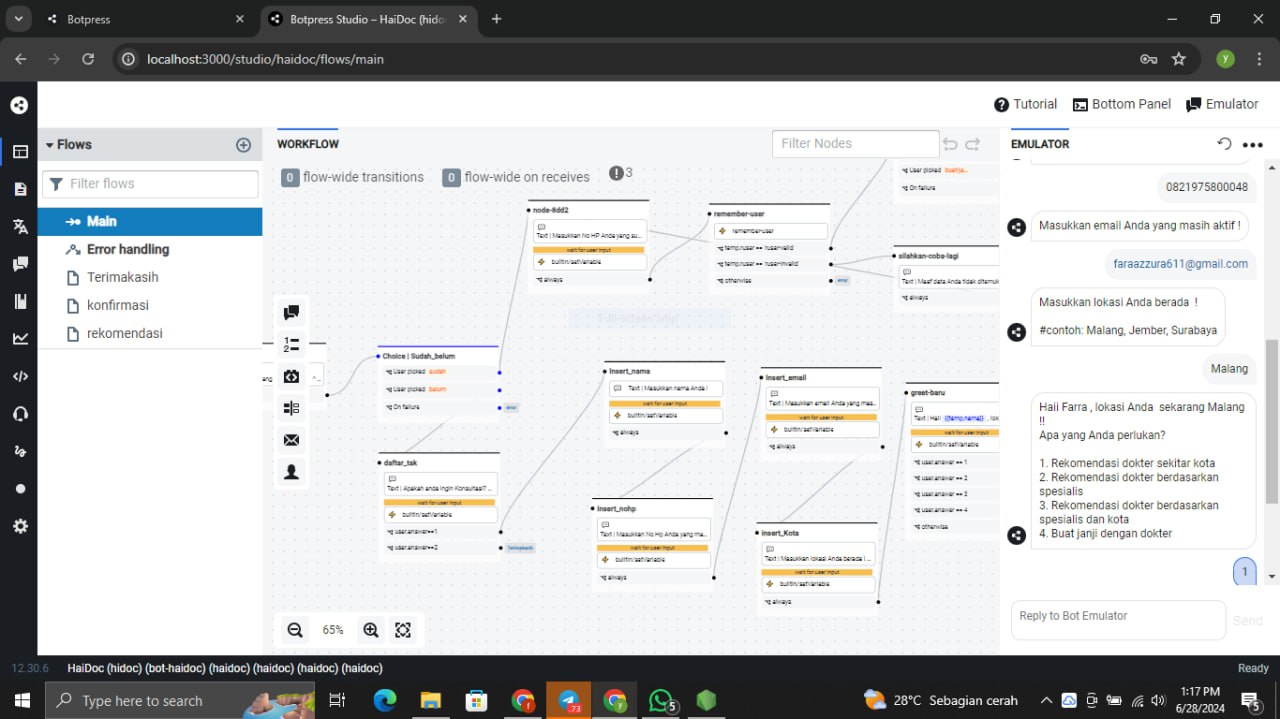 Botpress
Botpress Studio – HaiDoc (hido
localhost:3000/studio/haidoc/flows/main
Tutorial
Bottom Panel
Emulator
Flows
Filter flows
Main
Error handling
Terimakasih
konfirmasi
rekomendasi
WORKFLOW
Filter Nodes
0 flow-wide transitions
0 flow-wide on receives
3
node-8dd2
Text | Masukkan No HP Anda yang su...
wait for user input
builtin/setVariable
always
remember-user
remember-user
temp.ruser == !ruser-valid
temp.ruser == !ruser-invalid
otherwise
error
User picked
On failure
silahkan-coba-lagi
Text | Maaf data Anda tidak ditemuk
always
Choice | Sudah_belum
User picked sudah
User picked belum
On failure
error
daftar_tsk
Text | Apakah anda ingin Konsultasi? ...
wait for user input
builtin/setVariable
user.answer==1
user.answer==2
Terimakasih
Insert_nama
Text | Masukkan nama Anda !
wait for user input
builtin/setVariable
always
insert_nohp
Text | Masukkan No Hp Anda yang ma...
wait for user input
builtin/setVariable
always
Insert_email
Text | Masukkan email Anda yang mas...
wait for user input
builtin/setVariable
always
insert_Kota
Text | Masukkan lokasi Anda berada !...
wait for user input
builtin/setVariable
always
greet-baru
Text | Haii {{temp.nama}} , lok
wait for user input
builtin/setVariable
user.answer == 1
user.answer == 2
user.answer == 3
user.answer == 4
otherwise
65%
EMULATOR
0821975800048
Masukkan email Anda yang masih aktif !
faraazzura611@gmail.com
Masukkan lokasi Anda berada !
#contoh: Malang, Jember, Surabaya
Malang
Haii Farra , lokasi Anda sekarang Malang
!!
Apa yang Anda perlukan?
1. Rekomendasi dokter sekitar kota
2. Rekomendasi dokter berdasarkan
spesialis
3. Rekomendasi dokter berdasarkan
spesialis dan kota
4. Buat janji dengan dokter
1
Reply to Bot Emulator
Send
12.30.6
HaiDoc (hidoc) (bot-haidoc) (haidoc) (haidoc) (haidoc) (haidoc)
Ready
Type here to search
73
5
28°C Sebagian cerah
1:17 PM
6/28/2024
5